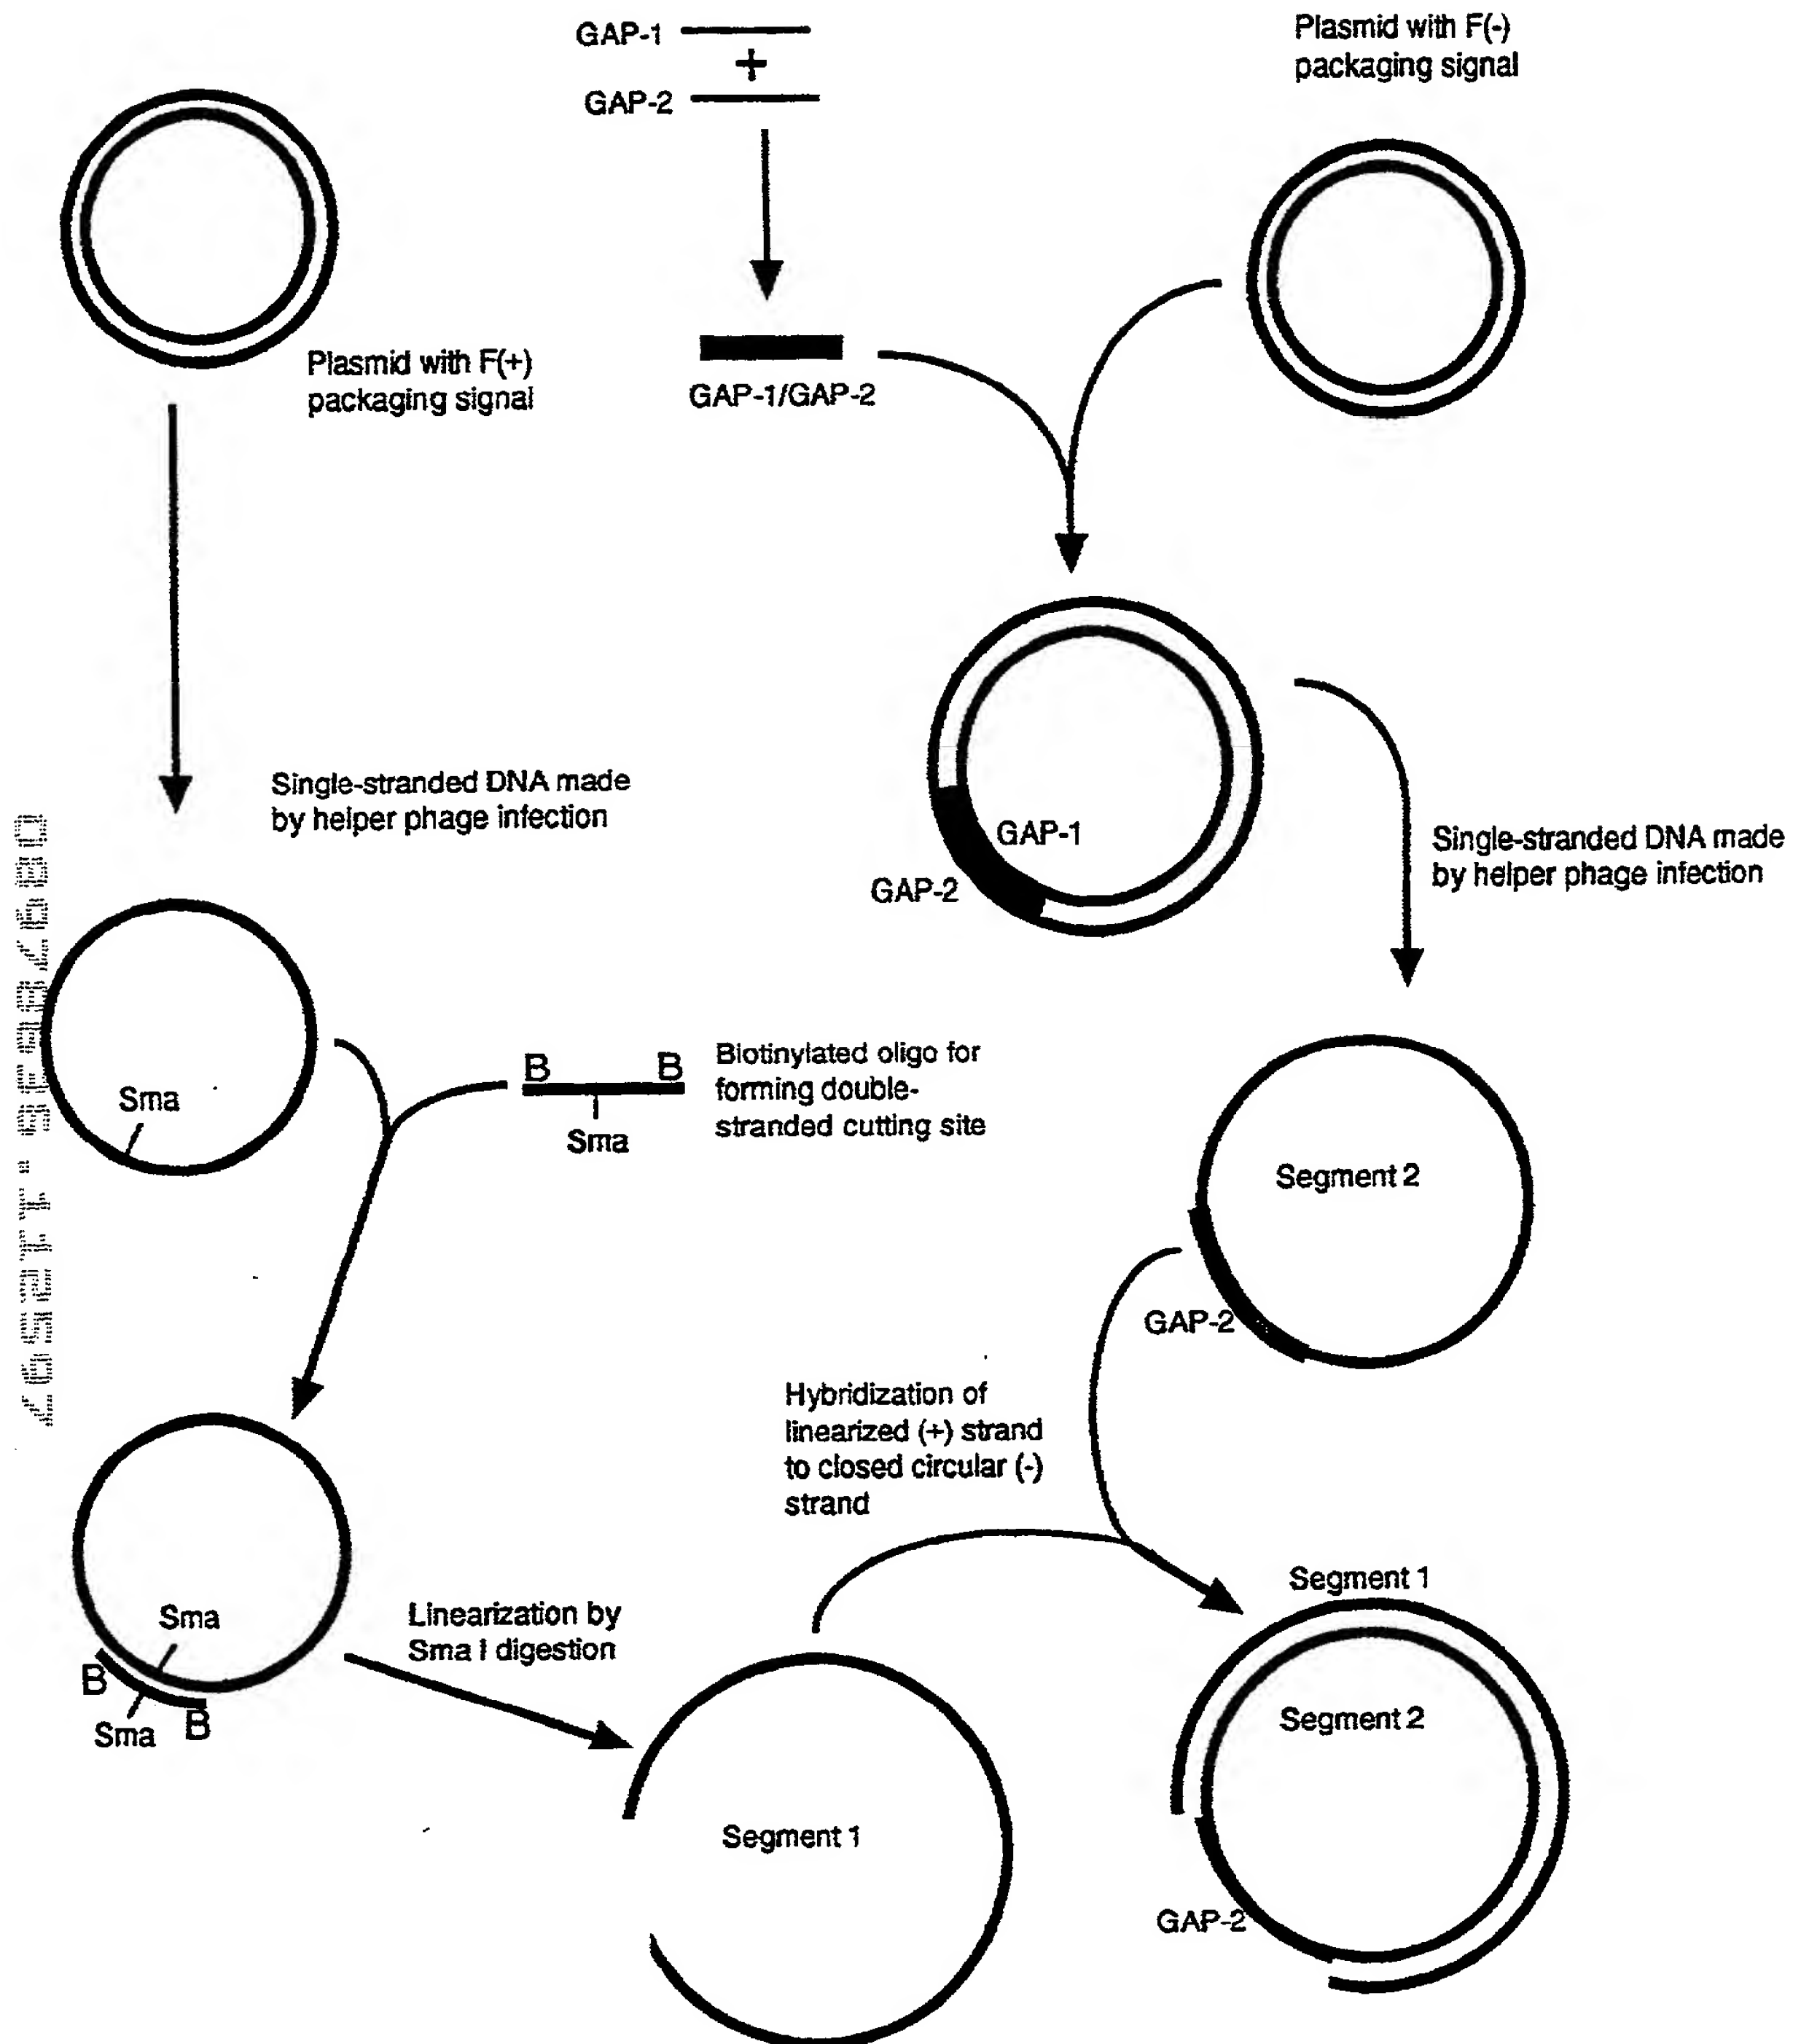 GAP-1
+
GAP-2
Plasmid with F(-)
packaging signal
Plasmid with F(+)
packaging signal
GAP-1/GAP-2
Single-stranded DNA made
by helper phage infection
GAP-1
GAP-2
Single-stranded DNA made
by helper phage infection
Sma
B B
Sma
Biotinylated oligo for
forming double-
stranded cutting site
Segment 2
GAP-2
Hybridization of
linearized (+) strand
to closed circular (-)
strand
Sma
B
Sma B
Linearization by
Sma I digestion
Segment 1
Segment 1
Segment 2
GAP-2